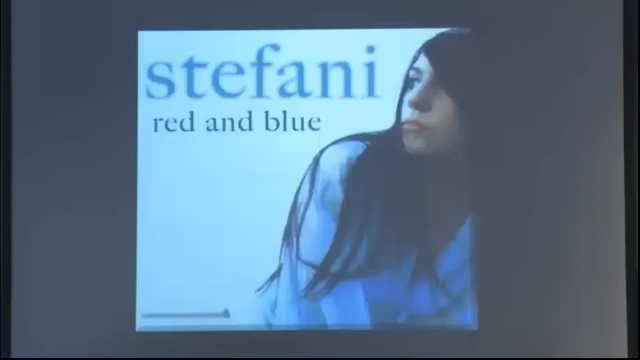 stefani
red and blue